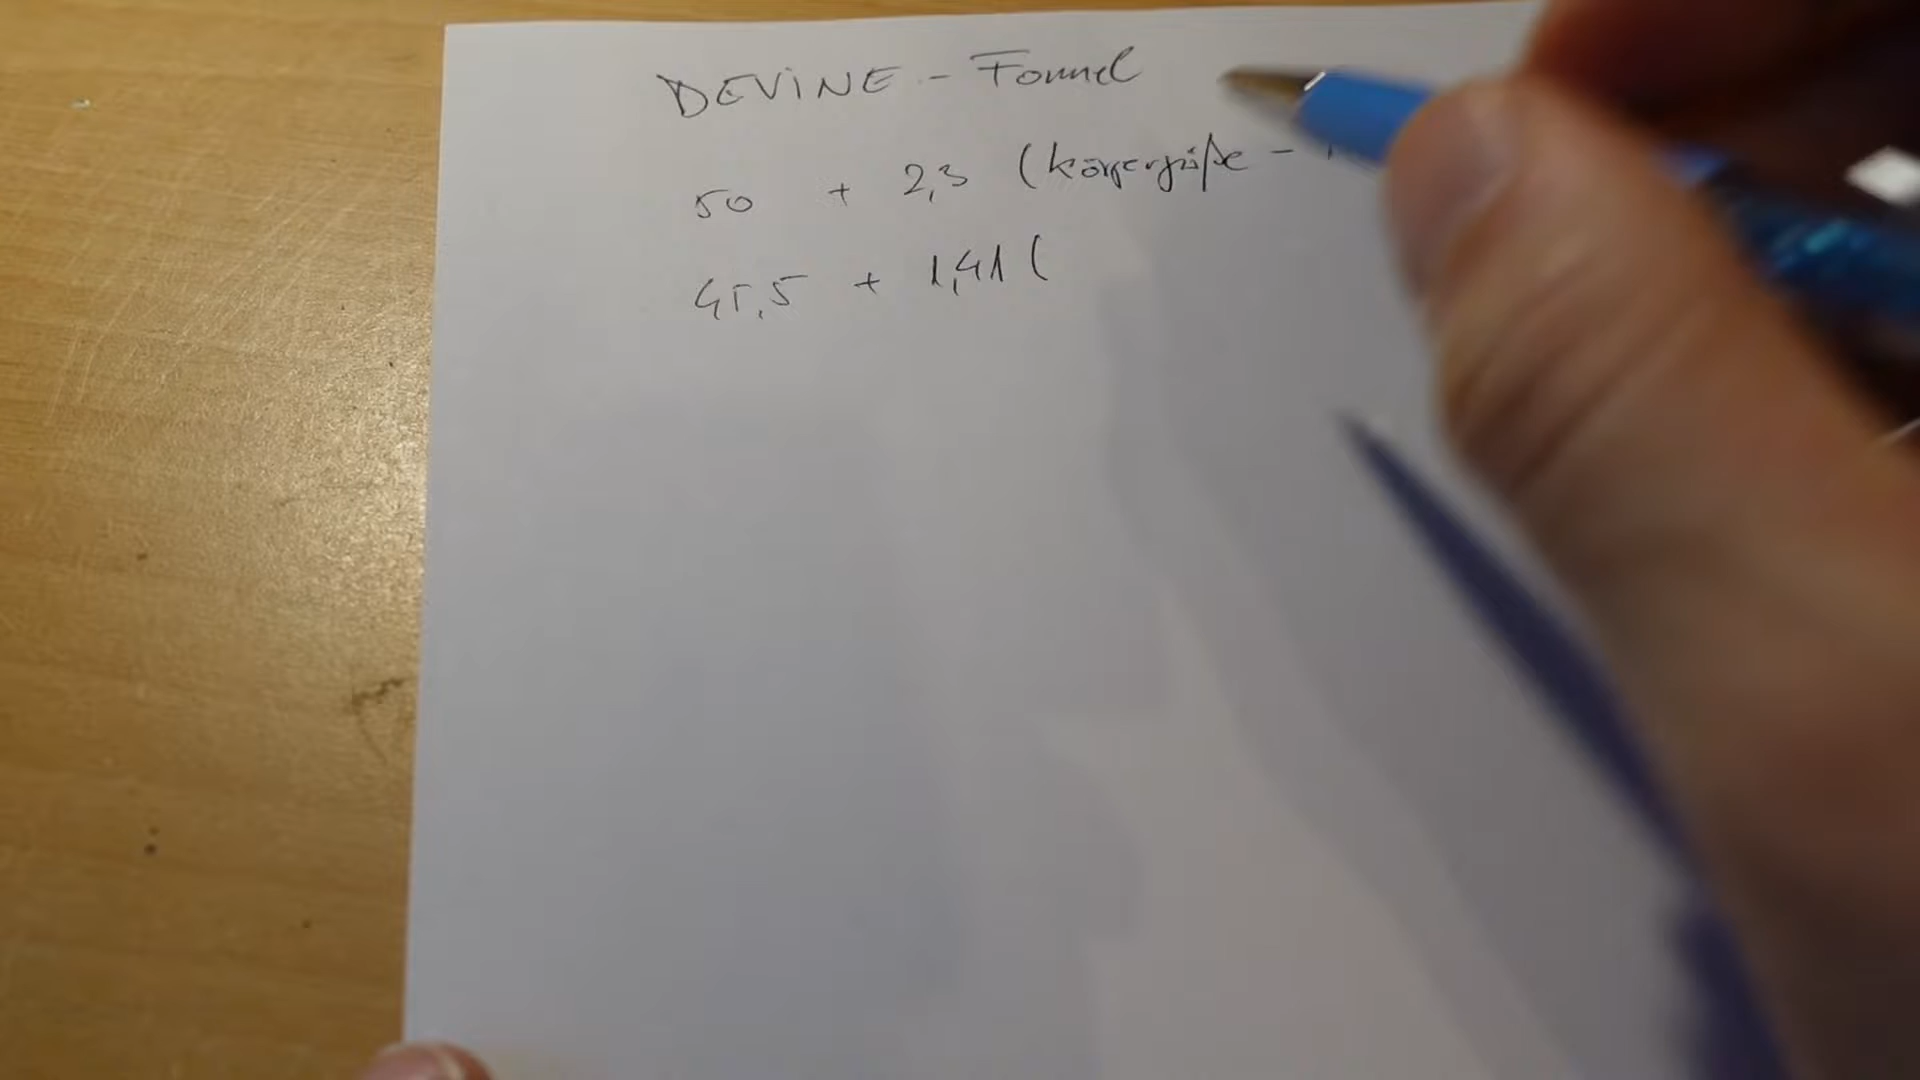 DEVINE - Formel
50 + 2,3 (Körpergröße -
45,5 + 1,41 (